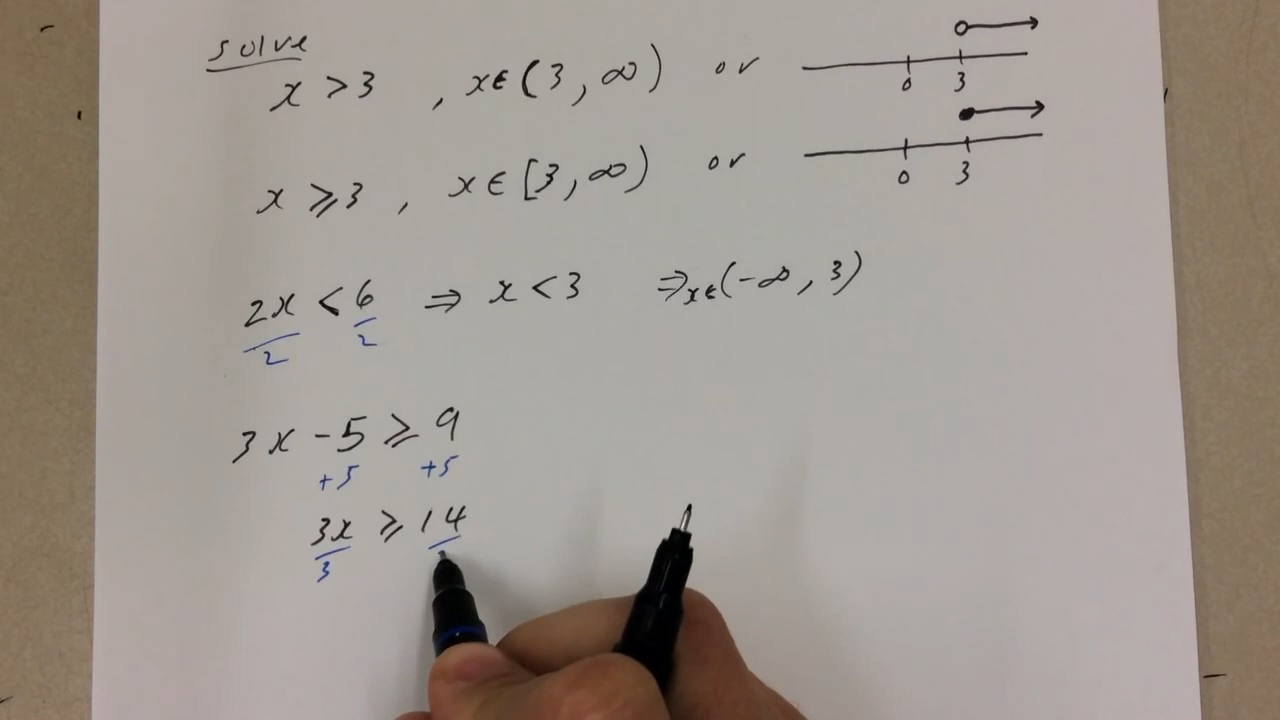 solve
x > 3 , x ∈ (3, ∞) or
0 3
x ⩾ 3 , x ∈ [3, ∞) or
0 3
2x < 6 ⇒ x < 3 ⇒ x ∈ (-∞, 3)
2 2
3x - 5 ⩾ 9
+5 +5
3x ⩾ 14
3